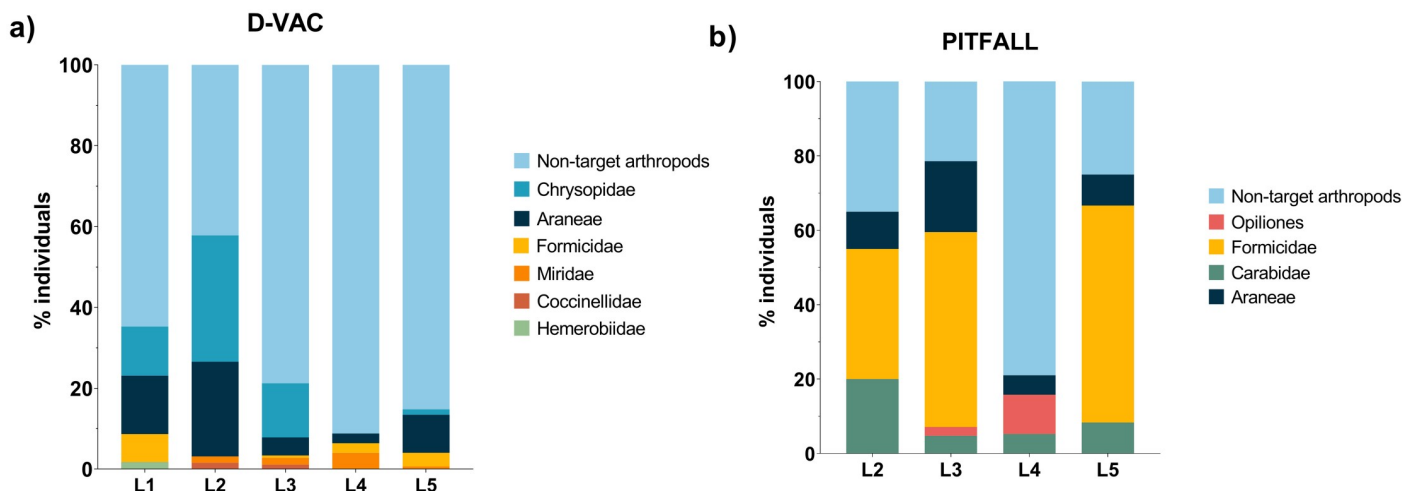 a)
D-VAC
% individuals
100
80
60
40
20
0
L1 L2 L3 L4 L5
Non-target arthropods
Chrysopidae
Araneae
Formicidae
Miridae
Coccinellidae
Hemerobiidae
b)
PITFALL
% individuals
100
80
60
40
20
0
L2 L3 L4 L5
Non-target arthropods
Opiliones
Formicidae
Carabidae
Araneae